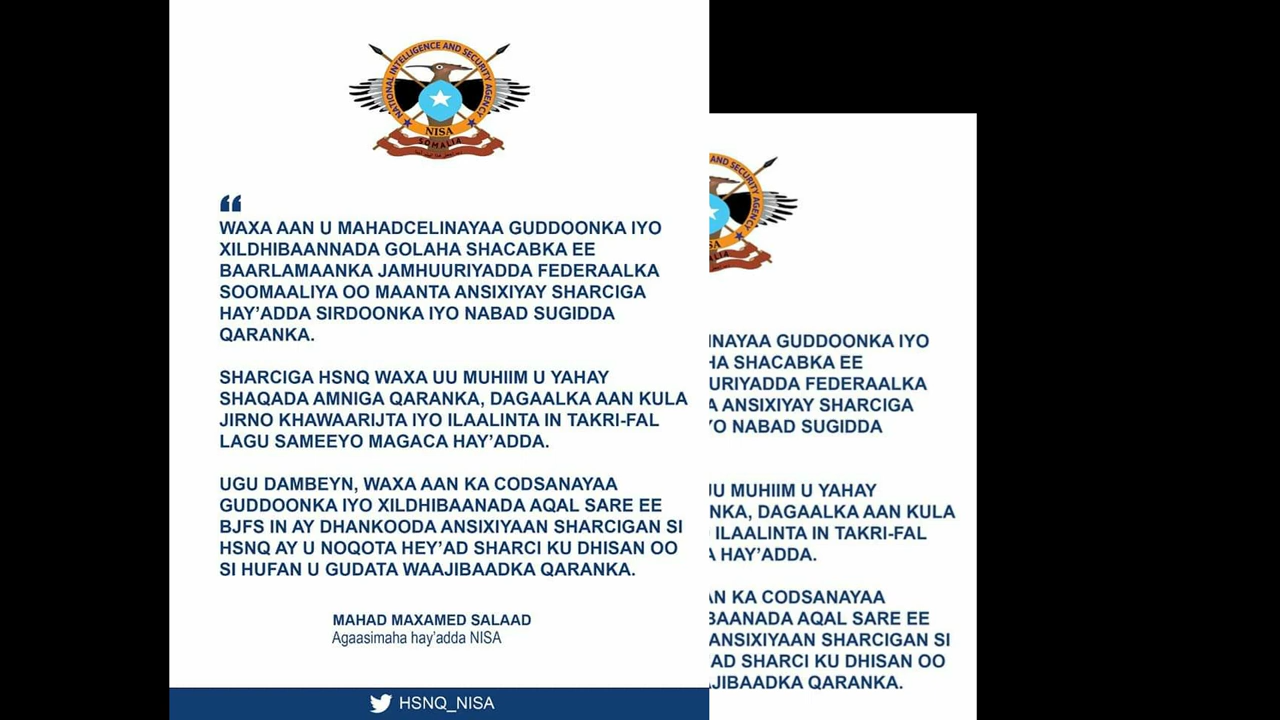 NATIONAL INTELLIGENCE AND SECURITY AGENCY
NISA
SOMALIA
“
WAXA AAN U MAHADCELINAYAA GUDDOONKA IYO
XILDHIBAANNADA GOLAHA SHACABKA EE
BAARLAMAANKA JAMHUURIYADDA FEDERAALKA
SOOMAALIYA OO MAANTA ANSIXIYAY SHARCIGA
HAY’ADDA SIRDOONKA IYO NABAD SUGIDDA
QARANKA.
SHARCIGA HSNQ WAXA UU MUHIIM U YAHAY
SHAQADA AMNIGA QARANKA, DAGAALKA AAN KULA
JIRNO KHAWAARIJTA IYO ILAALINTA IN TAKRI-FAL
LAGU SAMEEYO MAGACA HAY’ADDA.
UGU DAMBEYN, WAXA AAN KA CODSANAYAA
GUDDOONKA IYO XILDHIBAANADA AQAL SARE EE
BJFS IN AY DHANKOODA ANSIXIYAAN SHARCIGAN SI
HSNQ AY U NOQOTA HEY’AD SHARCI KU DHISAN OO
SI HUFAN U GUDATA WAAJIBAADKA QARANKA.
MAHAD MAXAMED SALAAD
Agaasimaha hay’adda NISA
HSNQ_NISA
AND SECURITY AGENCY
SA
ALIA
INAYAA GUDDOONKA IYO
HA SHACABKA EE
URIYADDA FEDERAALKA
A ANSIXIYAY SHARCIGA
YO NABAD SUGIDDA
UU MUHIIM U YAHAY
NKA, DAGAALKA AAN KULA
ILAALINTA IN TAKRI-FAL
A HAY’ADDA.
AN KA CODSANAYAA
BAANADA AQAL SARE EE
ANSIXIYAAN SHARCIGAN SI
’AD SHARCI KU DHISAN OO
AJIBAADKA QARANKA.